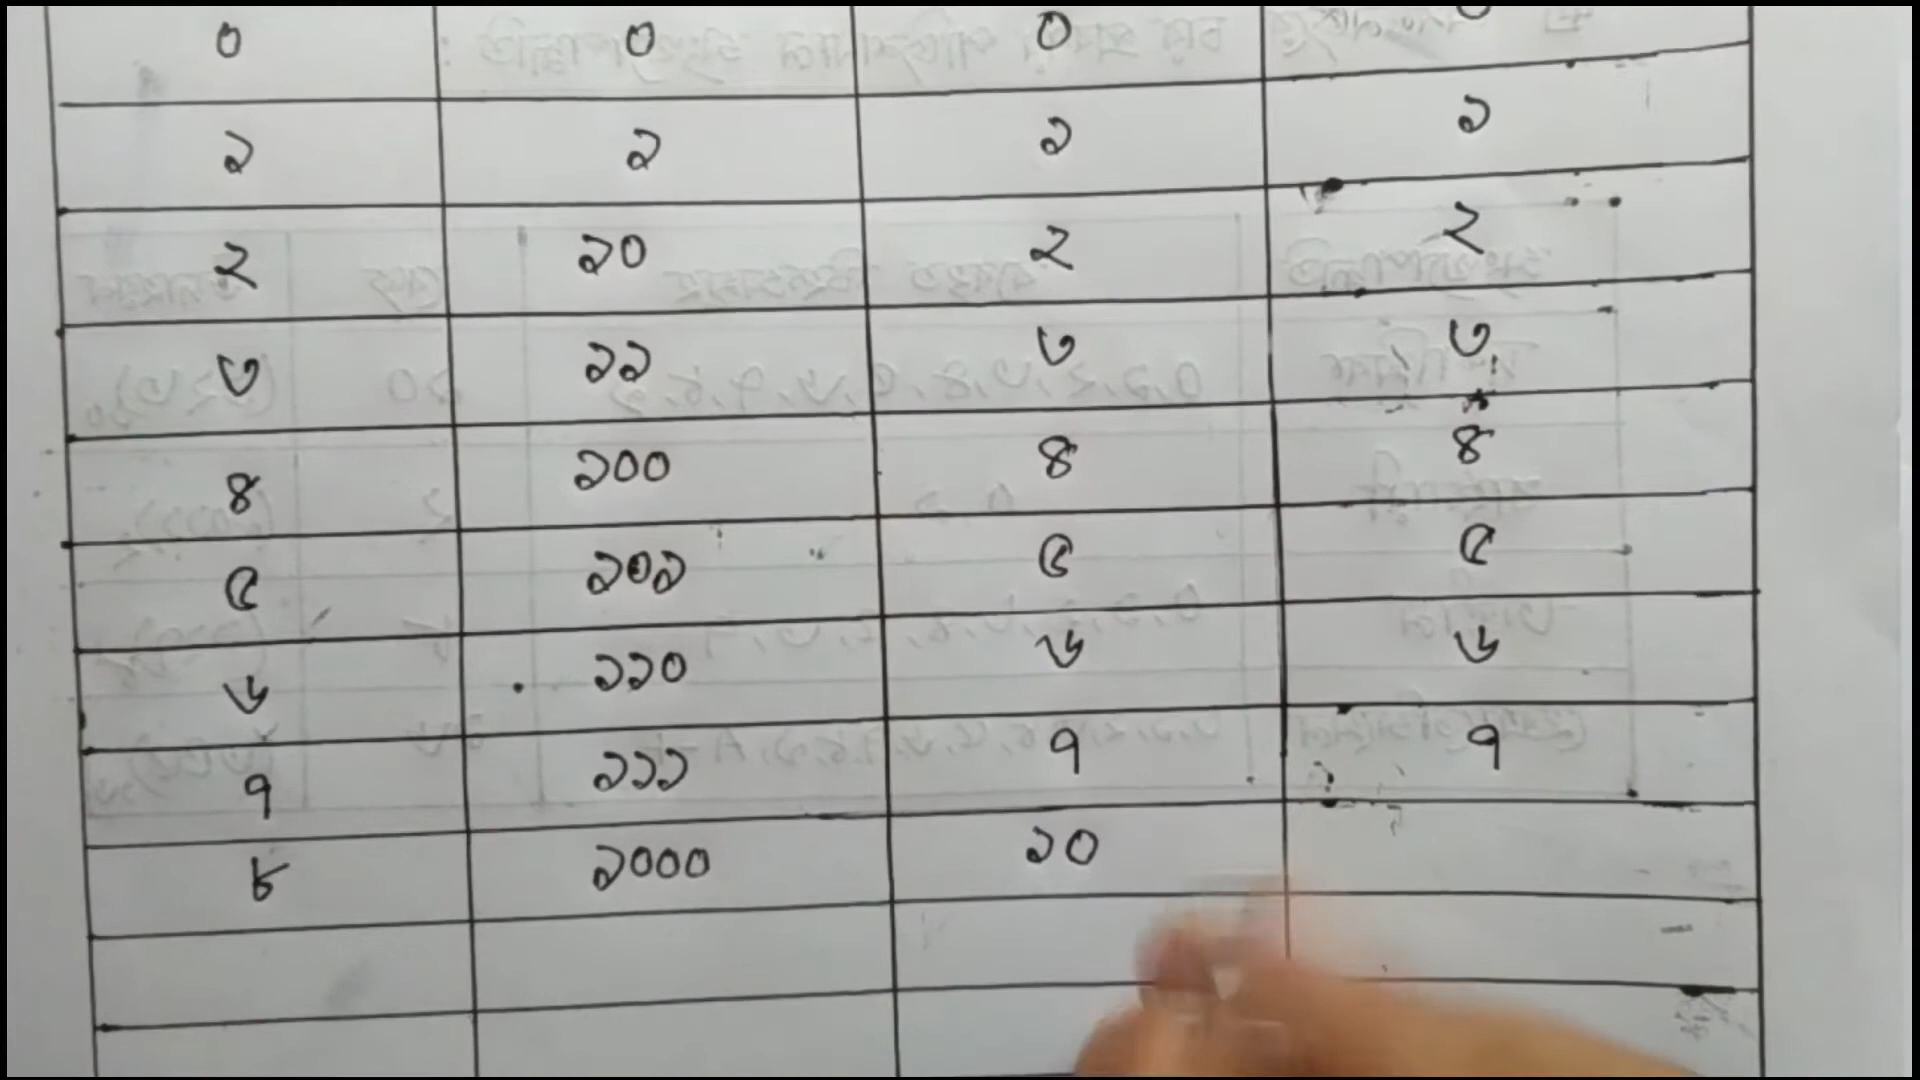 ০ ০ ০ ০
১ ১ ১ ১
২ ১০ ২ ২
৩ ১১ ৩ ৩
৪ ১০০ ৪ ৪
৫ ১০১ ৫ ৫
৬ ১১০ ৬ ৬
৭ ১১১ ৭ ৭
৮ ১০০০ ১০